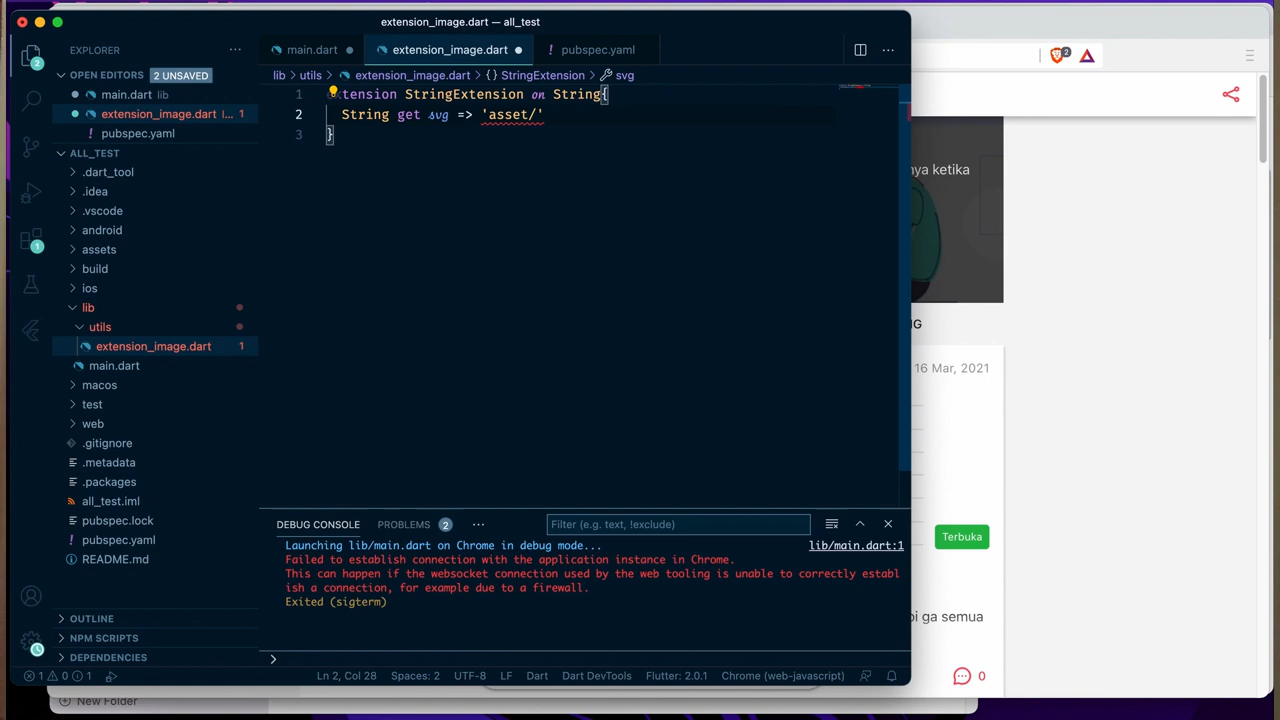 extension_image.dart — all_test
EXPLORER
main.dart
extension_image.dart
pubspec.yaml
OPEN EDITORS
2 UNSAVED
lib > utils > extension_image.dart > {} StringExtension > svg
main.dart lib
extension_image.dart l... 1
pubspec.yaml
1 tension StringExtension on String{
2 String get svg => 'asset/'
3 }
ALL_TEST
.dart_tool
.idea
.vscode
android
assets
build
ios
lib
utils
extension_image.dart 1
main.dart
macos
test
web
.gitignore
.metadata
.packages
all_test.iml
pubspec.lock
pubspec.yaml
README.md
OUTLINE
NPM SCRIPTS
DEPENDENCIES
2
1
DEBUG CONSOLE
PROBLEMS 2
Filter (e.g. text, !exclude)
Launching lib/main.dart on Chrome in debug mode...
lib/main.dart:1
Failed to establish connection with the application instance in Chrome.
This can happen if the websocket connection used by the web tooling is unable to correctly establ
ish a connection, for example due to a firewall.
Exited (sigterm)
1 0 1
Ln 2, Col 28
Spaces: 2
UTF-8
LF
Dart
Dart DevTools
Flutter: 2.0.1
Chrome (web-javascript)
2
nya ketika
NG
16 Mar, 2021
Terbuka
pi ga semua
0
New Folder